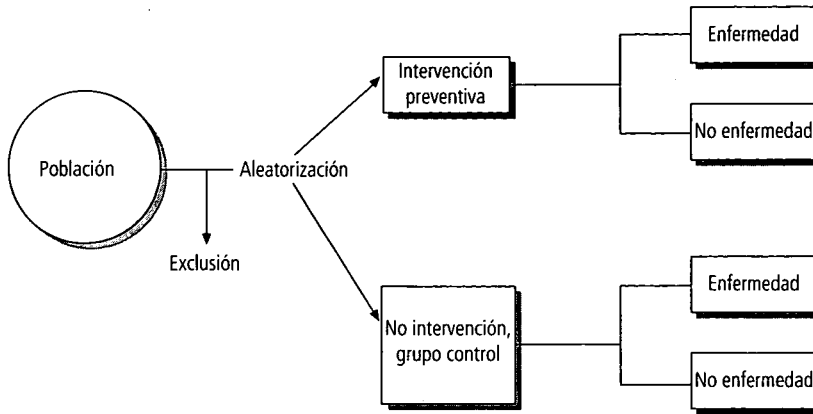 Población
Exclusión
Aleatorización
Intervención
preventiva
Enfermedad
No enfermedad
No intervención,
grupo control
Enfermedad
No enfermedad